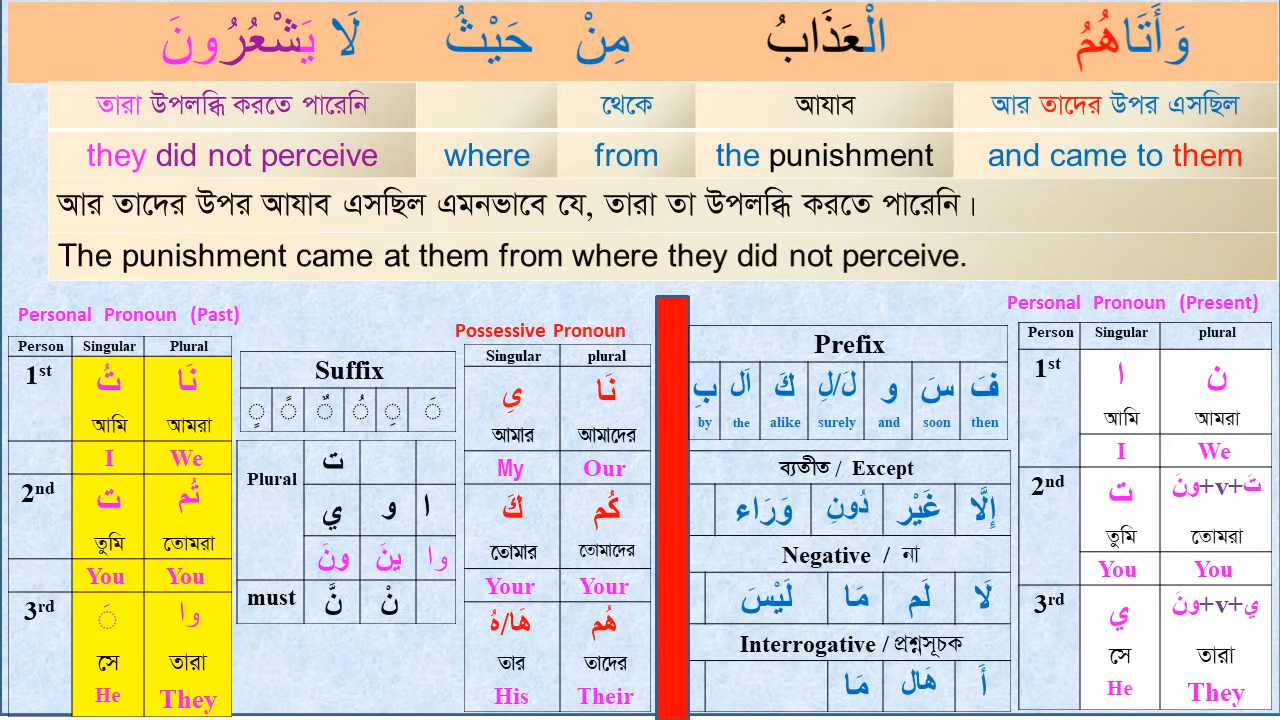 وَ أَتَاهُمُ الْعَذَابُ مِنْ حَيْثُ لَا يَشْعُرُونَ
তারা উপলব্ধি করতে পারেনি থেকে আযাব আর তাদের উপর এসছিল
they did not perceive where from the punishment and came to them
আর তাদের উপর আযাব এসছিল এমনভাবে যে, তারা তা উপলব্ধি করতে পারেনি।
The punishment came at them from where they did not perceive.
Personal Pronoun (Past)
Person Singular Plural
1st تُ نَا
আমি আমরা
I We
2nd ت تُم
তুমি তোমরা
You You
3rd َ وا
সে তারা
He They
Suffix
ٍ ً ٌ ُ ِ َ
Plural ت
ي و ا
ونَ ينَ وا
must نَّ نْ
Possessive Pronoun
Singular plural
يِ نَا
আমার আমাদের
My Our
كَ كُم
তোমার তোমাদের
Your Your
هَا/هُ هُم
তার তাদের
His Their
Prefix
بِ اَل كَ لَ/لِ و سَ فَ
by the alike surely and soon then
ব্যতীত / Except
وَرَاء دُونِ غَيْر إِلَّا
Negative / না
لَيْسَ مَا لَم لَا
Interrogative / প্রশ্নসূচক
مَا هَال أَ
Personal Pronoun (Present)
Person Singular plural
1st ا ن
আমি আমরা
I We
2nd ت تَ+v+ونَ
তুমি তোমরা
You You
3rd ي ي+v+ونَ
সে তারা
He They